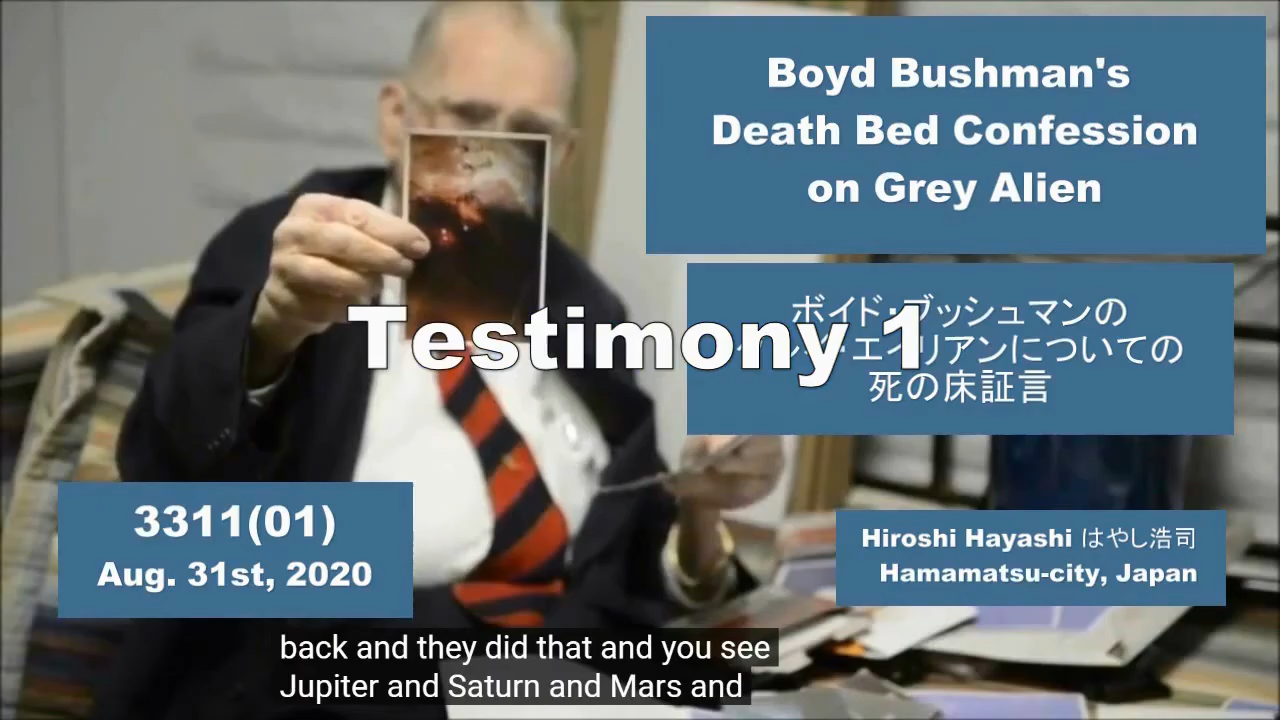 Boyd Bushman's
Death Bed Confession
on Grey Alien
ボイド・ブッシュマンの
エイリアンについての
死の床証言
Testimony 1
3311(01)
Aug. 31st, 2020
Hiroshi Hayashi はやし浩司
Hamamatsu-city, Japan
back and they did that and you see
Jupiter and Saturn and Mars and